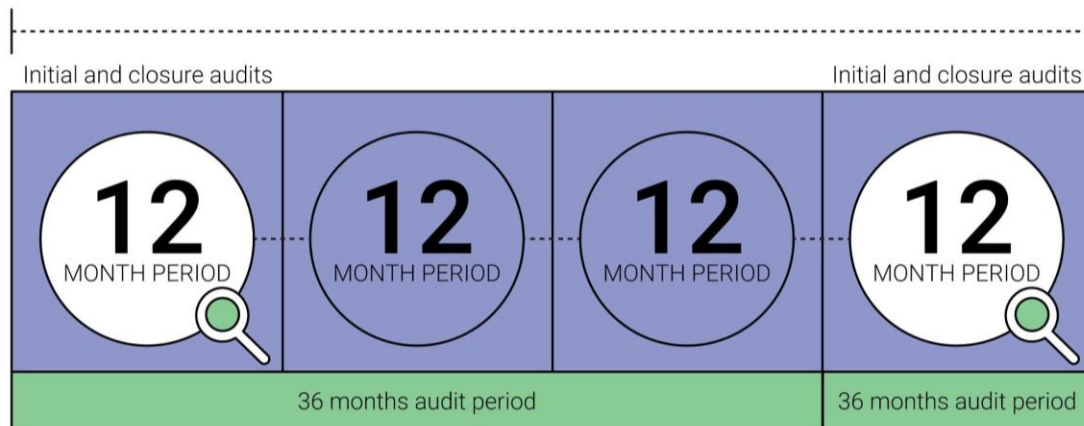 Initial and closure audits
Initial and closure audits
12
MONTH PERIOD
12
MONTH PERIOD
12
MONTH PERIOD
12
MONTH PERIOD
36 months audit period
36 months audit period